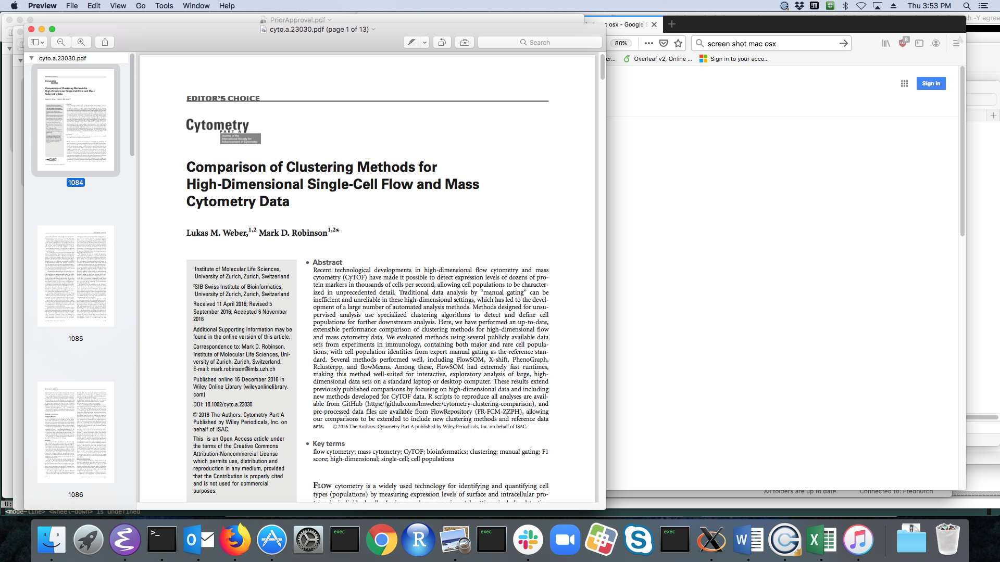 Preview File Edit View Go Tools Window Help
Thu 3:53 PM
PriorApproval.pdf
cyto.a.23030.pdf (page 1 of 13)
Search
cyto.a.23030.pdf
1084
1085
1086
c osx - Google S
sh -Y egree
80%
8
screen shot mac osx
cr...
Overleaf v2, Online ...
Sign in to your acco...
Sign in
EDITOR'S CHOICE
Cytometry
PART A
Journal of the
International Society for
Advancement of Cytometry
Comparison of Clustering Methods for
High-Dimensional Single-Cell Flow and Mass
Cytometry Data
Lukas M. Weber,1,2 Mark D. Robinson1,2*
1Institute of Molecular Life Sciences,
University of Zurich, Zurich, Switzerland
2SIB Swiss Institute of Bioinformatics,
University of Zurich, Zurich, Switzerland
Received 11 April 2016; Revised 5
September 2016; Accepted 6 November
2016
Additional Supporting Information may be
found in the online version of this article.
Correspondence to: Mark D. Robinson,
Institute of Molecular Life Sciences, Uni-
versity of Zurich, Zurich, Switzerland.
E-mail: mark.robinson@imls.uzh.ch
Published online 16 December 2016 in
Wiley Online Library (wileyonlinelibrary.
com)
DOI: 10.1002/cyto.a.23030
© 2016 The Authors. Cytometry Part A
Published by Wiley Periodicals, Inc. on
behalf of ISAC.
This is an Open Access article under
the terms of the Creative Commons
Attribution-Noncommercial License
which permits use, distribution and
reproduction in any medium, provided
that the Contribution is properly cited
and is not used for commercial
purposes.
• Abstract
Recent technological developments in high-dimensional flow cytometry and mass
cytometry (CyTOF) have made it possible to detect expression levels of dozens of pro-
tein markers in thousands of cells per second, allowing cell populations to be character-
ized in unprecedented detail. Traditional data analysis by “manual gating” can be
inefficient and unreliable in these high-dimensional settings, which has led to the devel-
opment of a large number of automated analysis methods. Methods designed for unsu-
pervised analysis use specialized clustering algorithms to detect and define cell
populations for further downstream analysis. Here, we have performed an up-to-date,
extensible performance comparison of clustering methods for high-dimensional flow
and mass cytometry data. We evaluated methods using several publicly available data
sets from experiments in immunology, containing both major and rare cell popula-
tions, with cell population identities from expert manual gating as the reference stan-
dard. Several methods performed well, including FlowSOM, X-shift, PhenoGraph,
Rclusterpp, and flowMeans. Among these, FlowSOM had extremely fast runtimes,
making this method well-suited for interactive, exploratory analysis of large, high-
dimensional data sets on a standard laptop or desktop computer. These results extend
previously published comparisons by focusing on high-dimensional data and including
new methods developed for CyTOF data. R scripts to reproduce all analyses are avail-
able from GitHub (https://github.com/lmweber/cytometry-clustering-comparison), and
pre-processed data files are available from FlowRepository (FR-FCM-ZZPH), allowing
our comparisons to be extended to include new clustering methods and reference data
sets. © 2016 The Authors. Cytometry Part A published by Wiley Periodicals, Inc. on behalf of ISAC.
• Key terms
flow cytometry; mass cytometry; CyTOF; bioinformatics; clustering; manual gating; F1
score; high-dimensional; single-cell; cell populations
FLOW cytometry is a widely used technology for identifying and quantifying cell
types (populations) by measuring expression levels of surface and intracellular pro-
All folders are up to date. Connected to: Fredhutch
U:
<mode-line> <wheel-down> is undefined
>_
exec
exec
exec